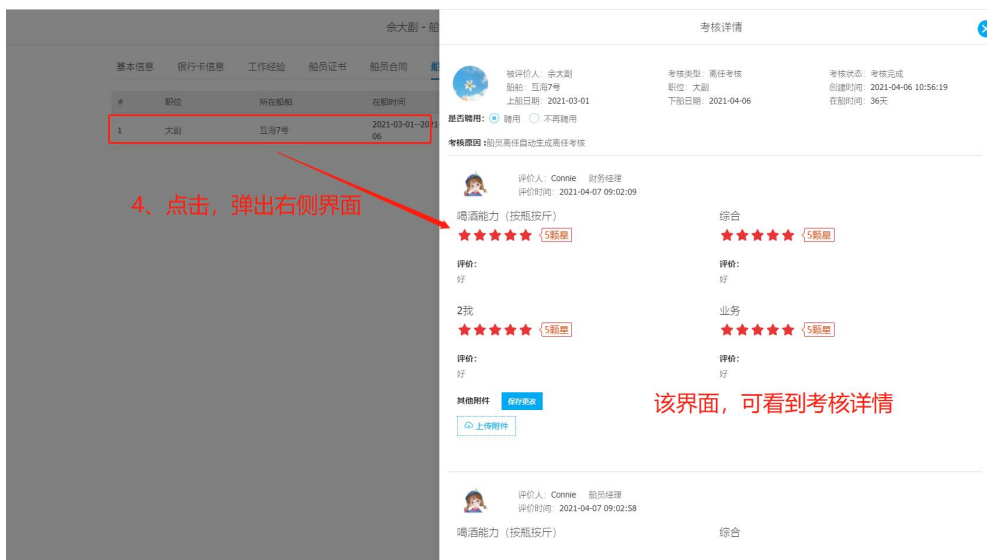 佘大副 - 船
考核详情
基本信息 银行卡信息 工作经验 船员证书 船员合同 船
# 职位 所在船舶 在船时间
1 大副 互海7号 2021-03-01--2021-
06
4、点击，弹出右侧界面
被评价人：佘大副 考核类型：离任考核 考核状态：考核完成
船舶：互海7号 职位：大副 创建时间：2021-04-06 10:56:19
上船日期：2021-03-01 下船日期：2021-04-06 在船时间：36天
是否聘用： 聘用 不再聘用
考核原因 :船员离任自动生成离任考核
评价人：Connie 财务经理
评价时间：2021-04-07 09:02:09
喝酒能力（按瓶按斤） 综合
5颗星 5颗星
评价： 评价：
好 好
2我 业务
5颗星 5颗星
评价： 评价：
好 好
其他附件 保存更改
上传附件
该界面，可看到考核详情
评价人：Connie 船员经理
评价时间：2021-04-07 09:02:58
喝酒能力（按瓶按斤） 综合